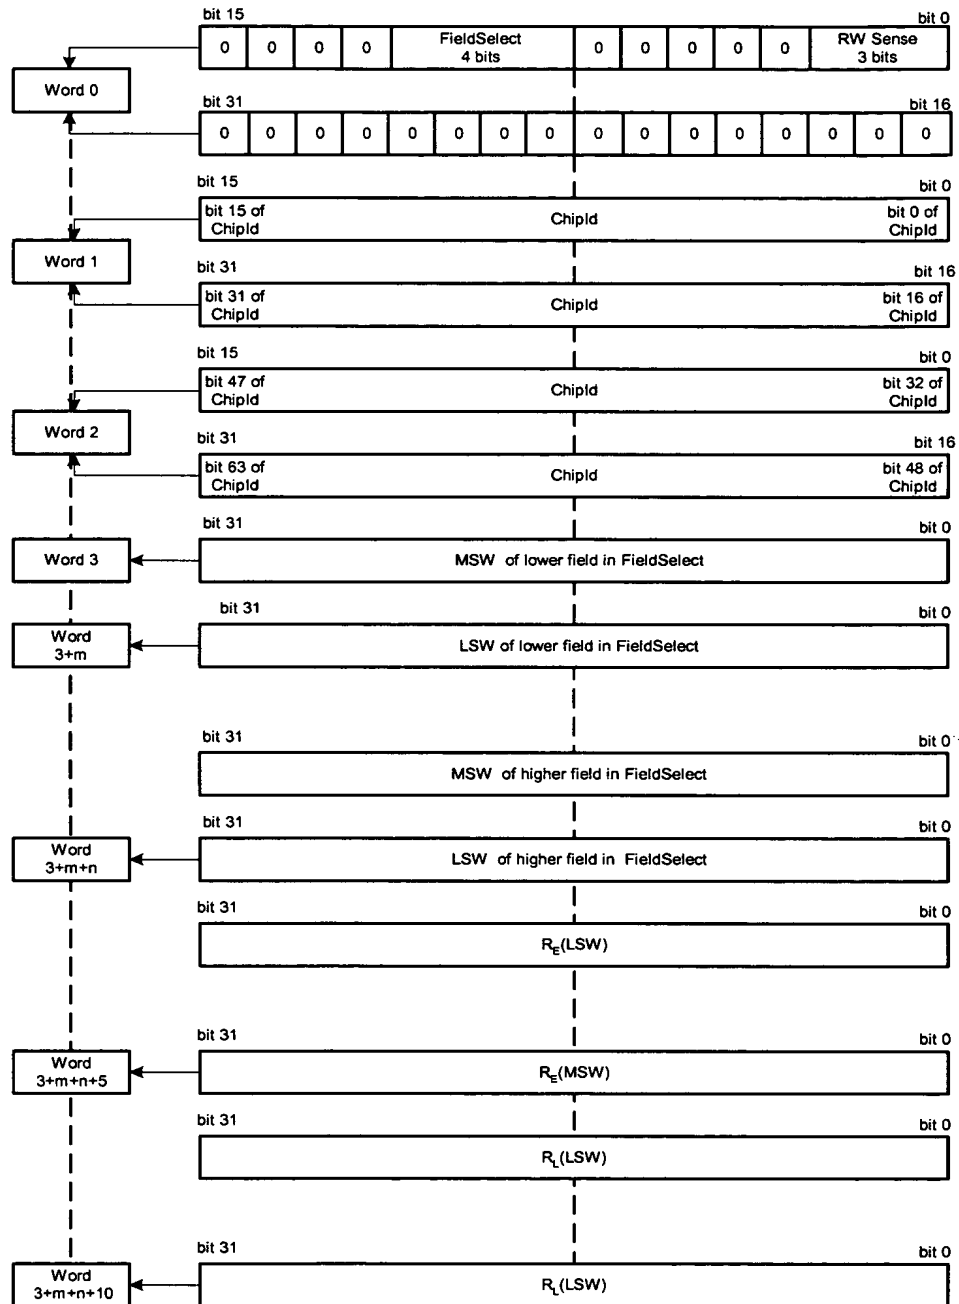 bit 15 bit 0
0 0 0 0 FieldSelect 4 bits 0 0 0 0 0 RW Sense 3 bits
Word 0
bit 31 bit 16
0 0 0 0 0 0 0 0 0 0 0 0 0 0 0 0
bit 15 bit 0
bit 15 of ChipId ChipId bit 0 of ChipId
Word 1
bit 31 bit 16
bit 31 of ChipId ChipId bit 16 of ChipId
bit 15 bit 0
bit 47 of ChipId ChipId bit 32 of ChipId
Word 2
bit 31 bit 16
bit 63 of ChipId ChipId bit 48 of ChipId
bit 31 bit 0
Word 3 MSW of lower field in FieldSelect
bit 31 bit 0
Word 3+m LSW of lower field in FieldSelect
bit 31 bit 0
MSW of higher field in FieldSelect
bit 31 bit 0
Word 3+m+n LSW of higher field in FieldSelect
bit 31 bit 0
RE(LSW)
bit 31 bit 0
Word 3+m+n+5 RE(MSW)
bit 31 bit 0
RL(LSW)
bit 31 bit 0
Word 3+m+n+10 RL(LSW)